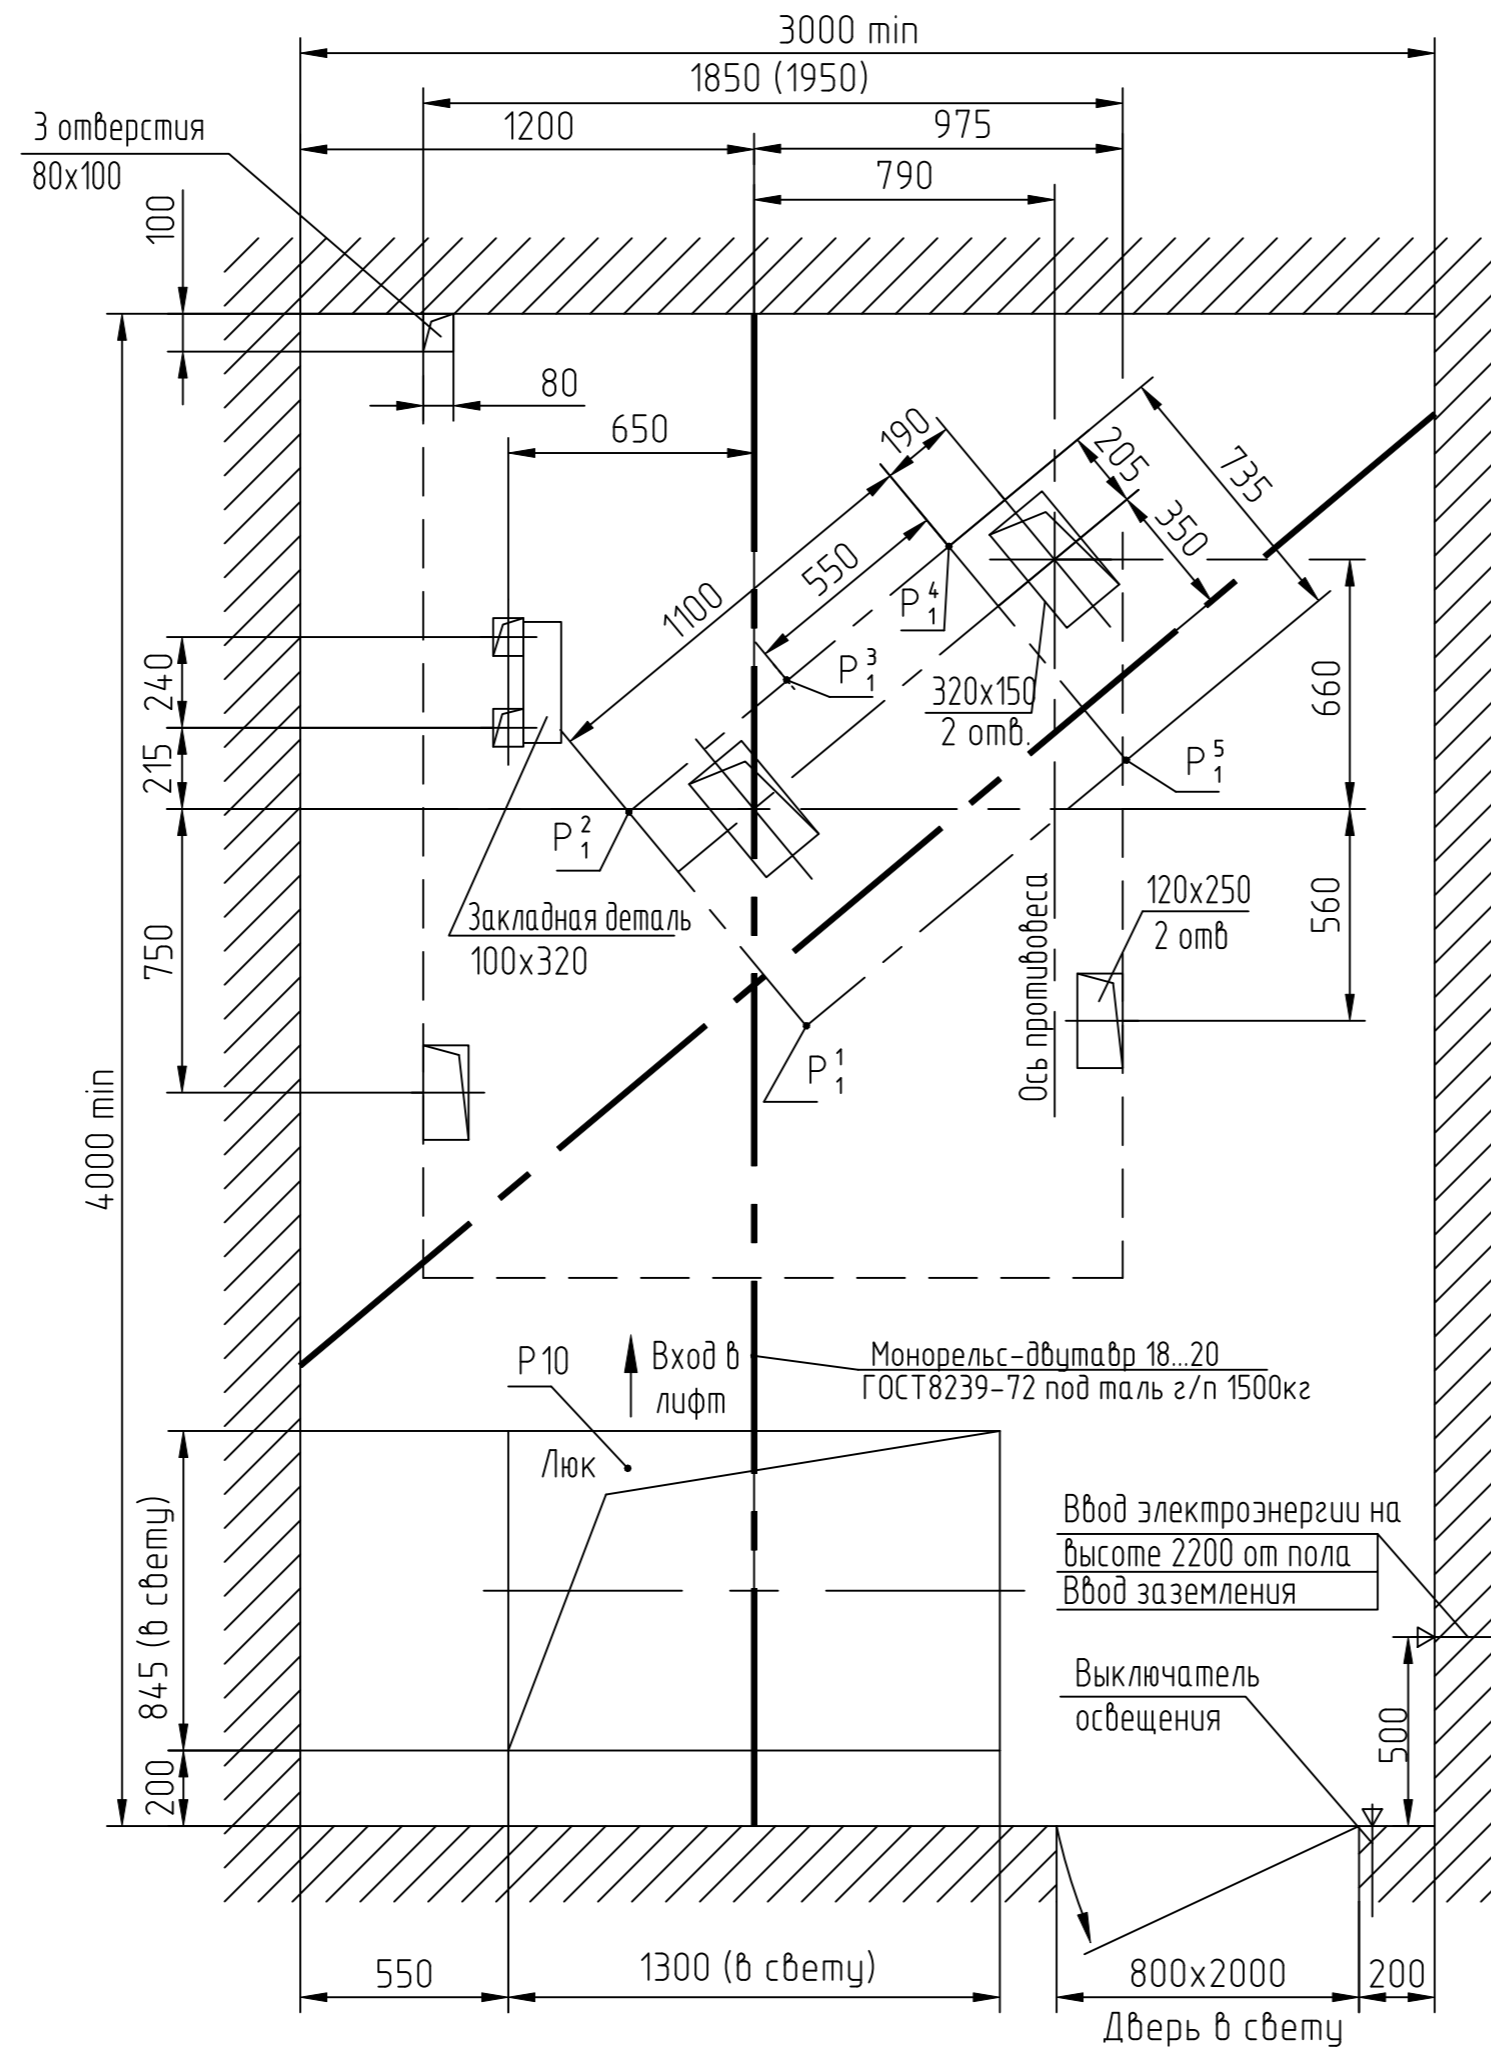 3000 min
1850 (1950)
1200
975
790
3 отверстия
80x100
100
80
650
190
205
735
350
550
1100
P 4 1
P 3 1
320x150
2 отв.
240
215
660
P 5 1
P 2 1
Закладная деталь
100x320
750
Ось противовеса
120x250
2 отв
560
P 1 1
4000 min
P10
Вход в
лифт
Монорельс-двутавр 18...20
ГОСТ8239-72 под таль г/п 1500кг
Люк
845 (в свету)
Ввод электроэнергии на
высоте 2200 от пола
Ввод заземления
Выключатель
освещения
500
200
550
1300 (в свету)
800x2000
200
Дверь в свету